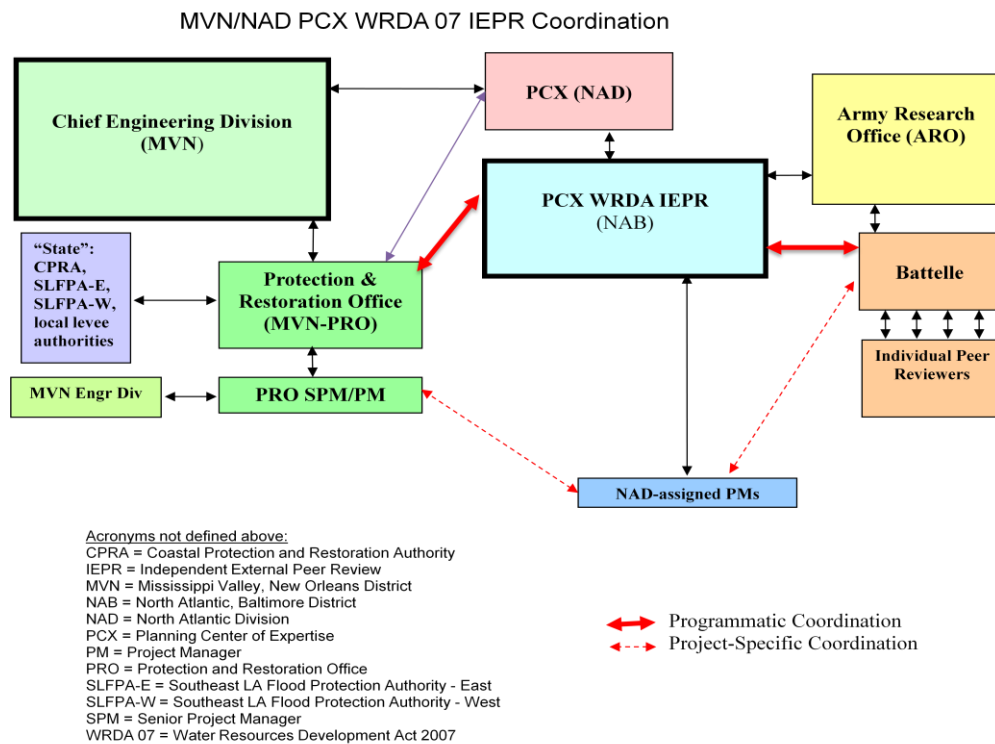 MVN/NAD PCX WRDA 07 IEPR Coordination
Chief Engineering Division
(MVN)
PCX (NAD)
Army Research
Office (ARO)
PCX WRDA IEPR
(NAB)
“State”:
CPRA,
SLFPA-E,
SLFPA-W,
local levee
authorities
Protection &
Restoration Office
(MVN-PRO)
Battelle
Individual Peer
Reviewers
MVN Engr Div
PRO SPM/PM
NAD-assigned PMs
Acronyms not defined above:
CPRA = Coastal Protection and Restoration Authority
IEPR = Independent External Peer Review
MVN = Mississippi Valley, New Orleans District
NAB = North Atlantic, Baltimore District
NAD = North Atlantic Division
PCX = Planning Center of Expertise
PM = Project Manager
PRO = Protection and Restoration Office
SLFPA-E = Southeast LA Flood Protection Authority - East
SLFPA-W = Southeast LA Flood Protection Authority - West
SPM = Senior Project Manager
WRDA 07 = Water Resources Development Act 2007
Programmatic Coordination
Project-Specific Coordination